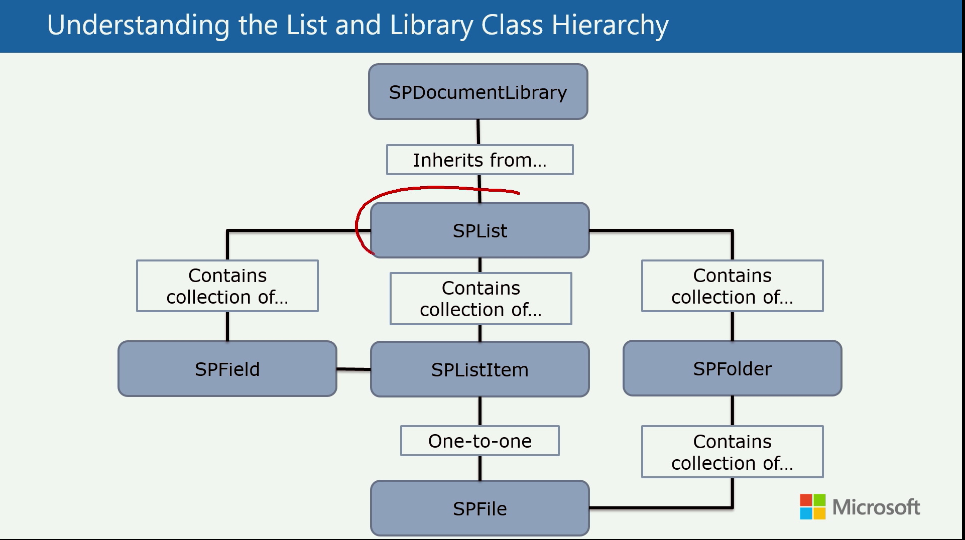 Understanding the List and Library Class Hierarchy
SPDocumentLibrary
Inherits from...
SPList
Contains
collection of...
Contains
collection of...
Contains
collection of...
SPField
SPListItem
SPFolder
One-to-one
Contains
collection of...
SPFile
Microsoft